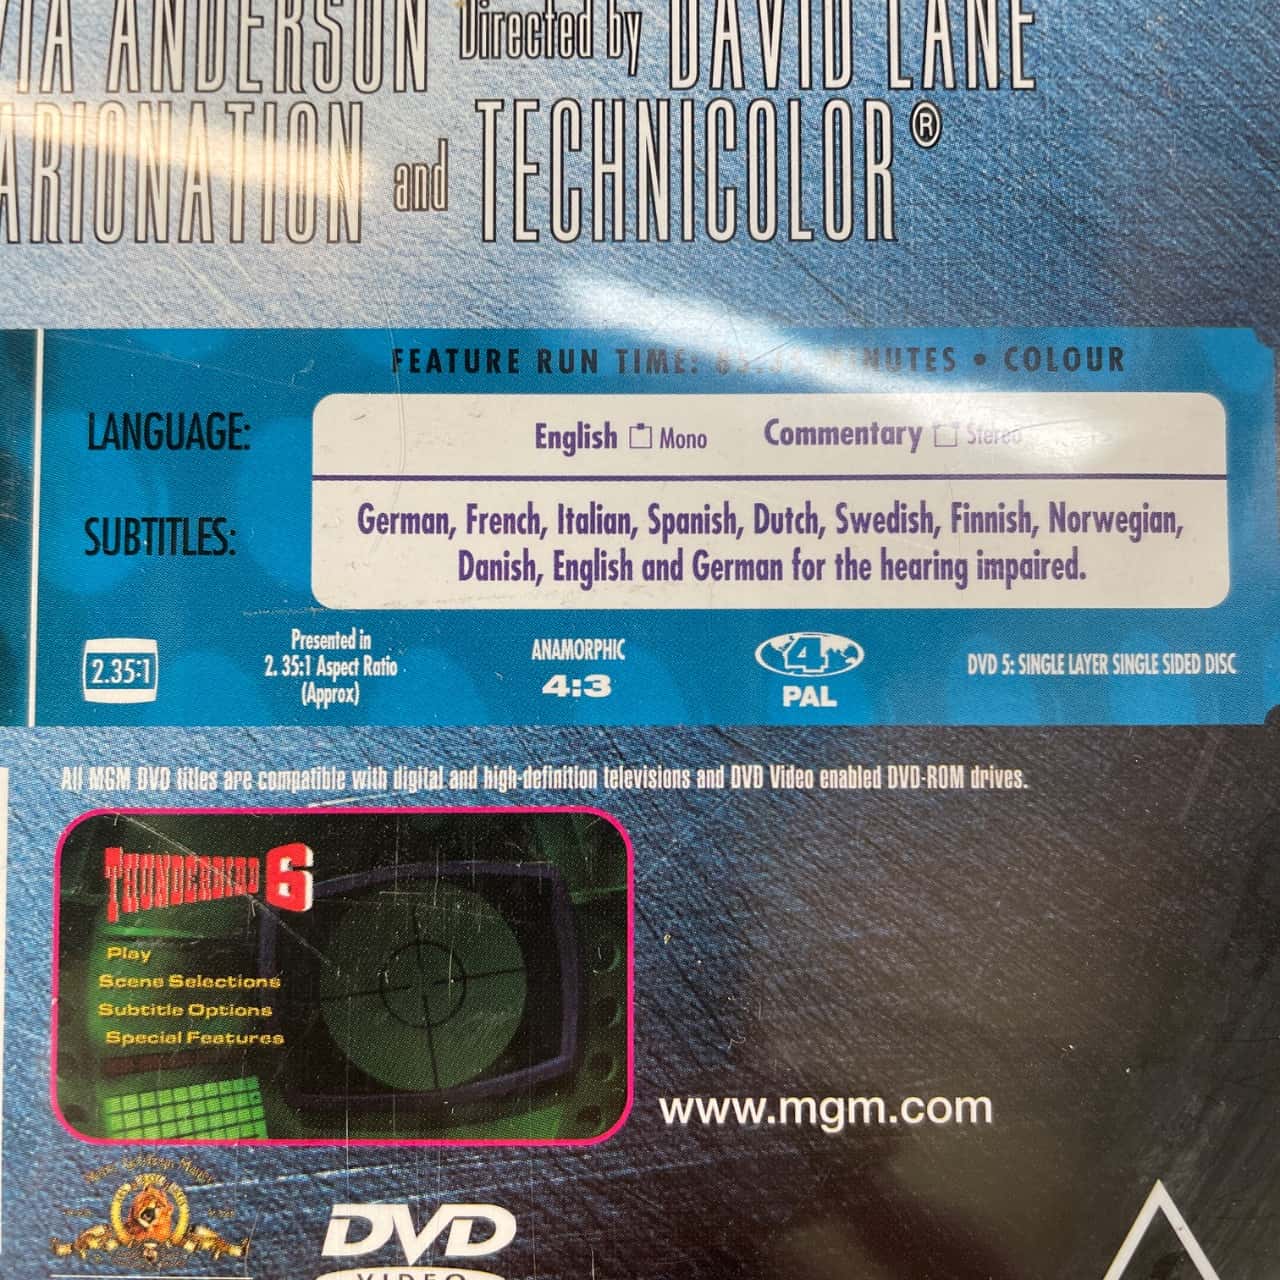 ANDERSON Directed by DAVID LANE
and TECHNICOLOR®
FEATURE RUN TIME: MINUTES • COLOUR
LANGUAGE: English Mono Commentary Stereo
SUBTITLES: German, French, Italian, Spanish, Dutch, Swedish, Finnish, Norwegian,
Danish, English and German for the hearing impaired.
2.35:1
Presented in
2.35:1 Aspect Ratio
(Approx)
ANAMORPHIC
4:3
4
PAL
DVD 5: SINGLE LAYER SINGLE SIDED DISC
All MGM DVD titles are compatible with digital and high-definition televisions and DVD Video enabled DVD-ROM drives.
THUNDERBIRD 6
Play
Scene Selections
Subtitle Options
Special Features
www.mgm.com
DVD
VIDEO